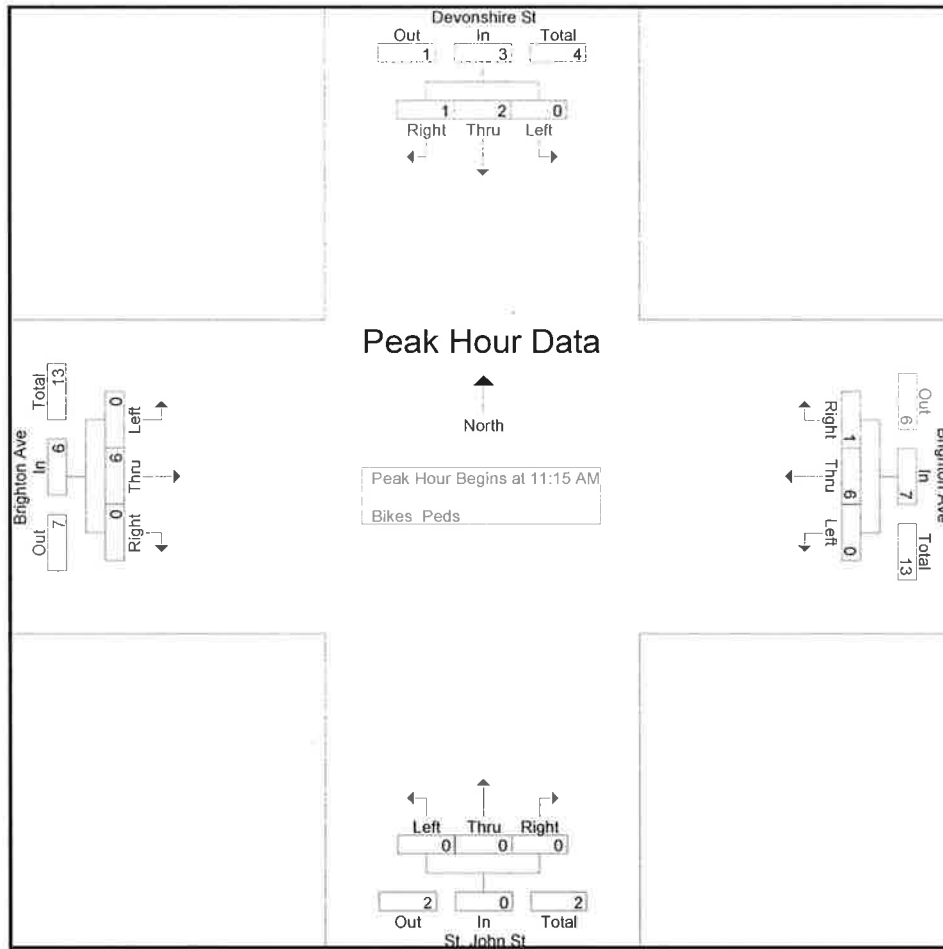 Devonshire St
Out In Total
1 3 4
1 2 0
Right Thru Left
Peak Hour Data
North
Peak Hour Begins at 11:15 AM
Bikes Peds
Brighton Ave
Out In Total
7 6 13
Left Thru Right
0 6 0
Right Thru Left
1 6 0
Out In Total
6 7 13
Brighton Ave
Left Thru Right
0 0 0
2 0 2
Out In Total
St. John St